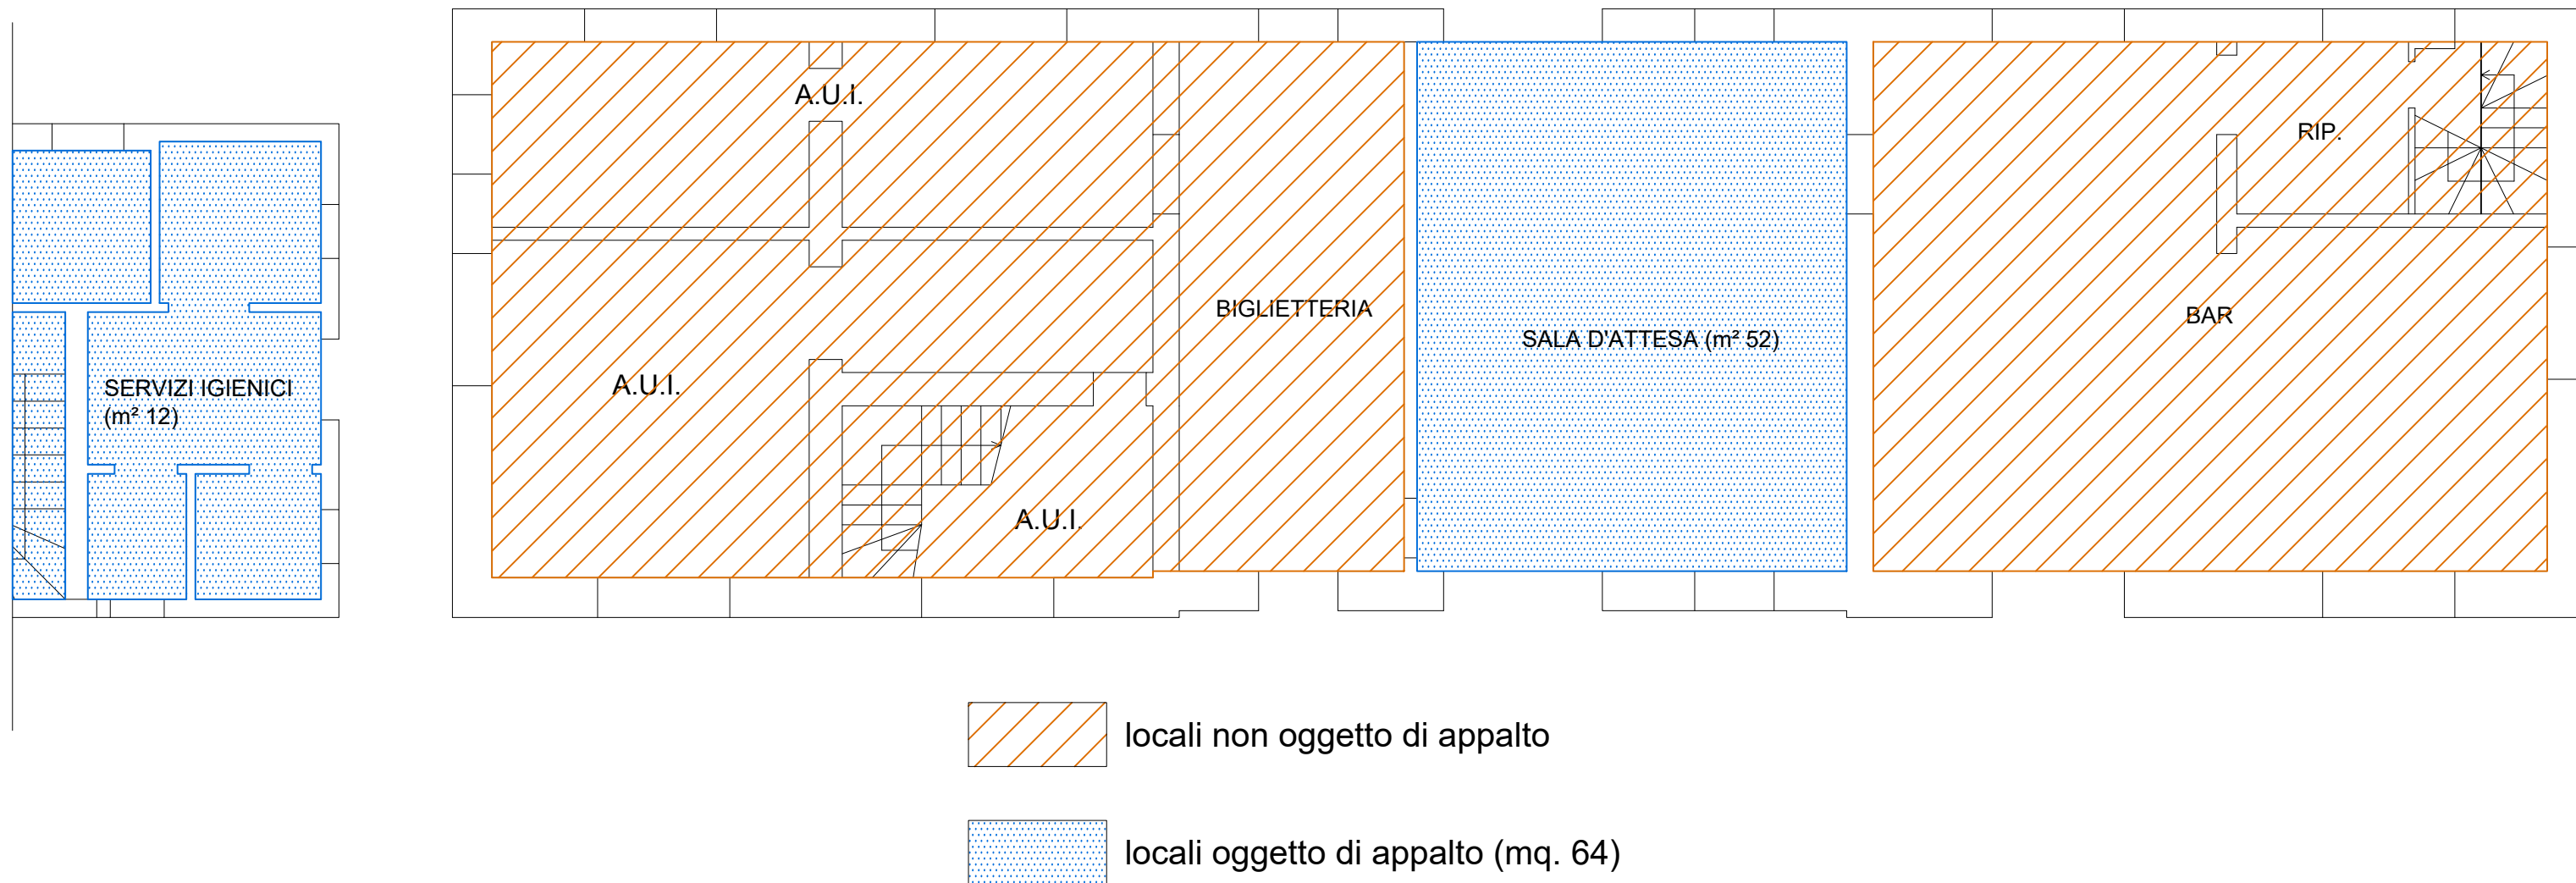 A.U.I.
RIP.
BIGLIETTERIA
BAR
SALA D'ATTESA (m² 52)
SERVIZI IGIENICI
(m² 12)
A.U.I.
A.U.I.
locali non oggetto di appalto
locali oggetto di appalto (mq. 64)